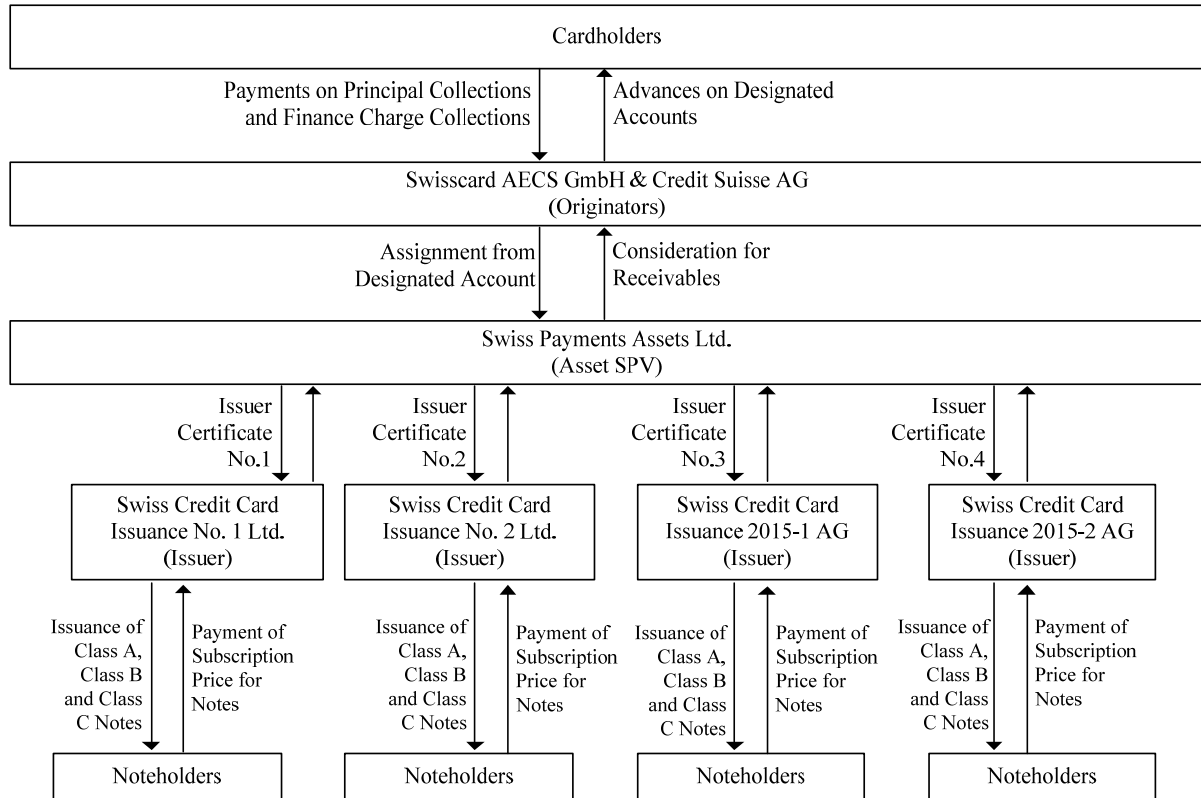 Cardholders
Payments on Principal Collections
and Finance Charge Collections
Advances on Designated
Accounts
Swisscard AECS GmbH & Credit Suisse AG
(Originators)
Assignment from
Designated Account
Consideration for
Receivables
Swiss Payments Assets Ltd.
(Asset SPV)
Issuer
Certificate
No.1
Issuer
Certificate
No.2
Issuer
Certificate
No.3
Issuer
Certificate
No.4
Swiss Credit Card
Issuance No. 1 Ltd.
(Issuer)
Swiss Credit Card
Issuance No. 2 Ltd.
(Issuer)
Swiss Credit Card
Issuance 2015-1 AG
(Issuer)
Swiss Credit Card
Issuance 2015-2 AG
(Issuer)
Issuance of
Class A,
Class B
and Class
C Notes
Payment of
Subscription
Price for
Notes
Issuance of
Class A,
Class B
and Class
C Notes
Payment of
Subscription
Price for
Notes
Issuance of
Class A,
Class B
and Class
C Notes
Payment of
Subscription
Price for
Notes
Issuance of
Class A,
Class B
and Class
C Notes
Payment of
Subscription
Price for
Notes
Noteholders
Noteholders
Noteholders
Noteholders